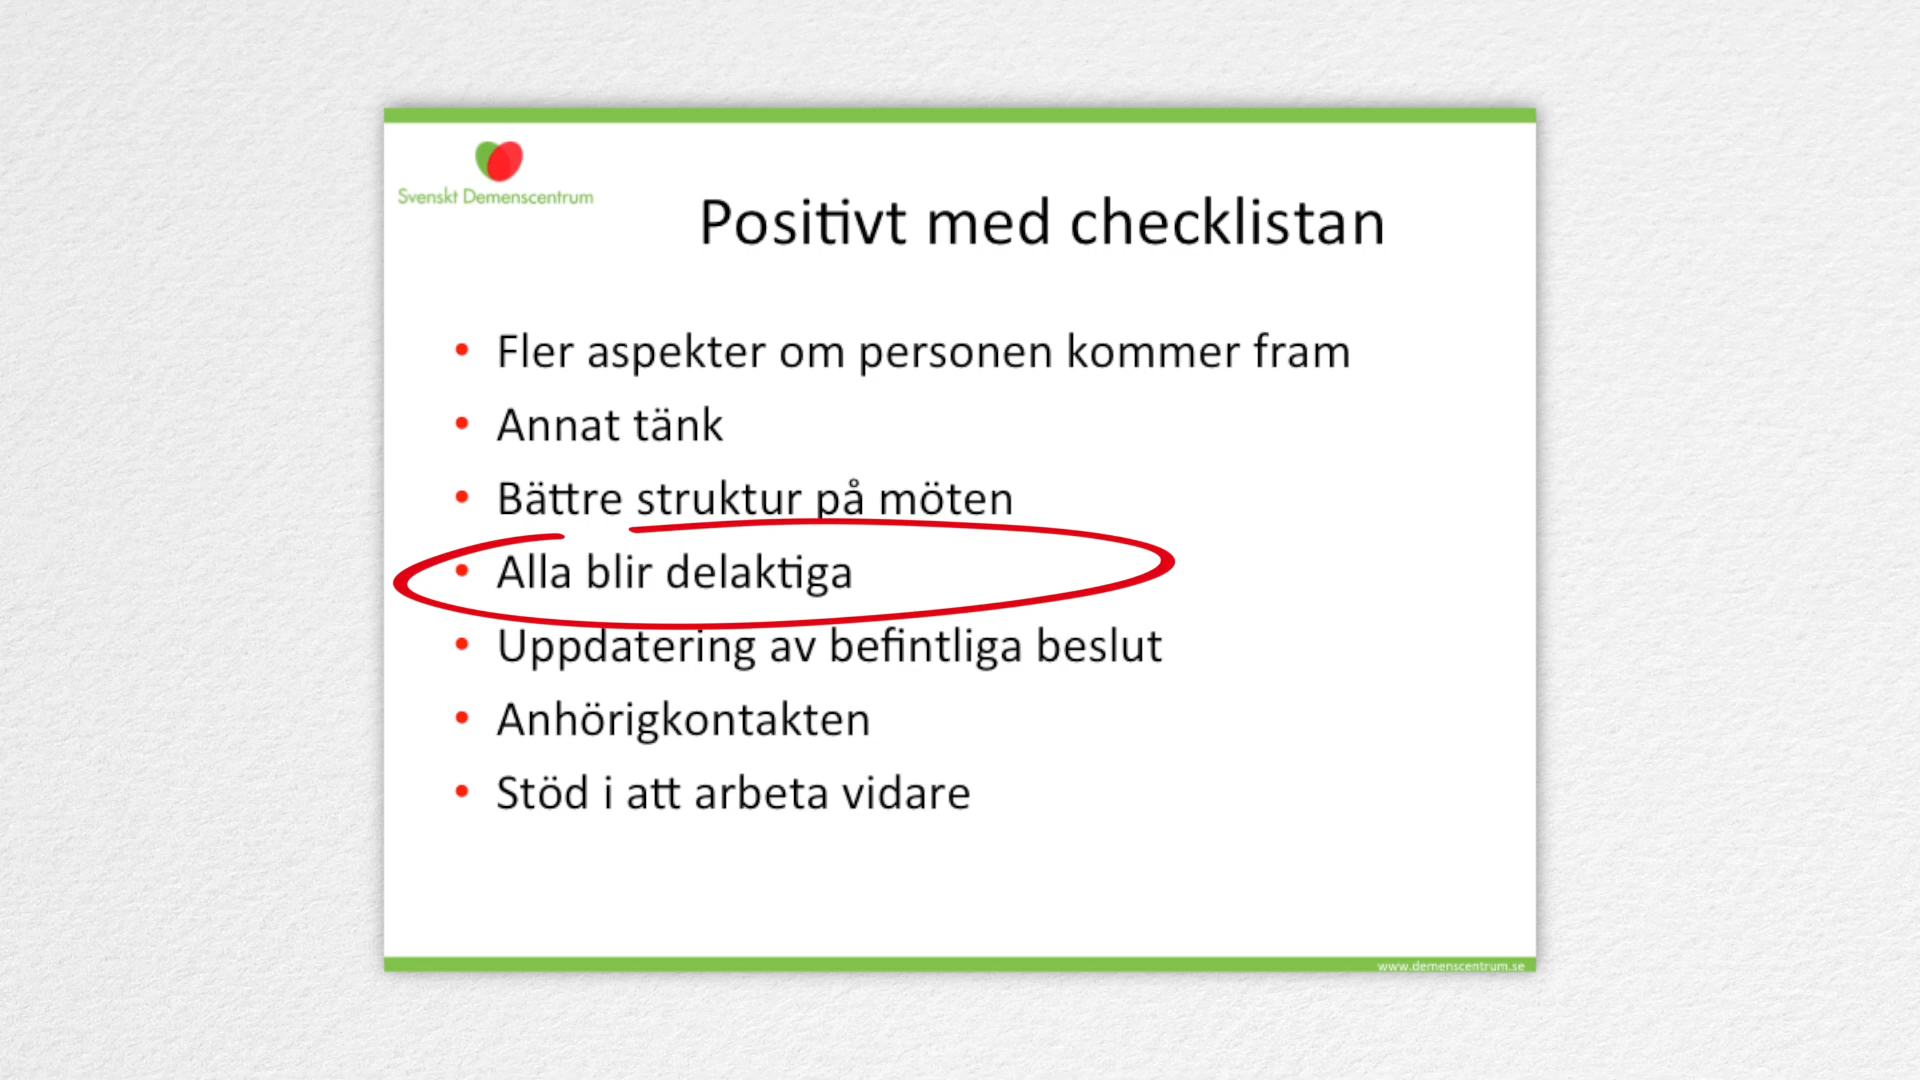 Svenskt Demenscentrum
Positivt med checklistan
• Fler aspekter om personen kommer fram
• Annat tänk
• Bättre struktur på möten
• Alla blir delaktiga
• Uppdatering av befintliga beslut
• Anhörigkontakten
• Stöd i att arbeta vidare
www.demenscentrum.se